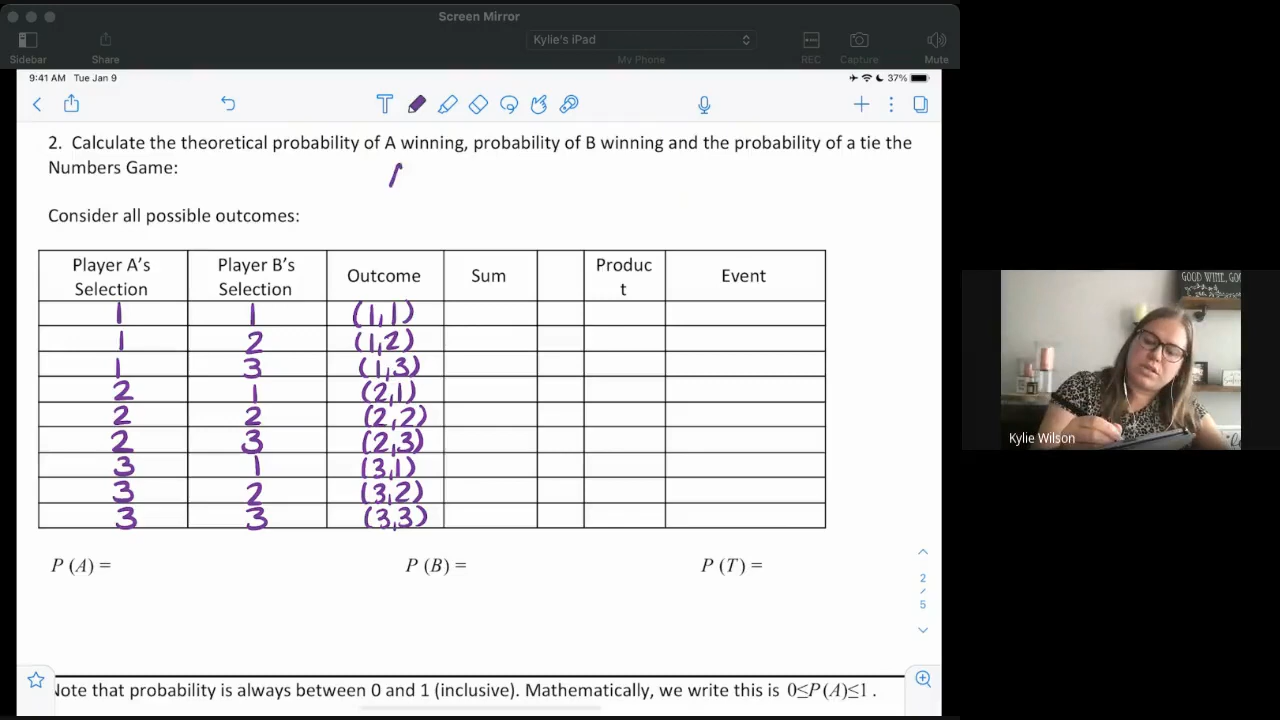 Screen Mirror
Kylie's iPad
Sidebar Share My Phone REC Capture Mute
9:41 AM Tue Jan 9 37%
2. Calculate the theoretical probability of A winning, probability of B winning and the probability of a tie the
Numbers Game:
Consider all possible outcomes:
Player A's Selection Player B's Selection Outcome Sum Product Event
1 1 (1,1)
1 2 (1,2)
1 3 (1,3)
2 1 (2,1)
2 2 (2,2)
2 3 (2,3)
3 1 (3,1)
3 2 (3,2)
3 3 (3,3)
P (A) = P (B) = P (T) =
2
5
Note that probability is always between 0 and 1 (inclusive). Mathematically, we write this is 0≤P(A)≤1 .
GOOD WINE, GO
Kylie Wilson